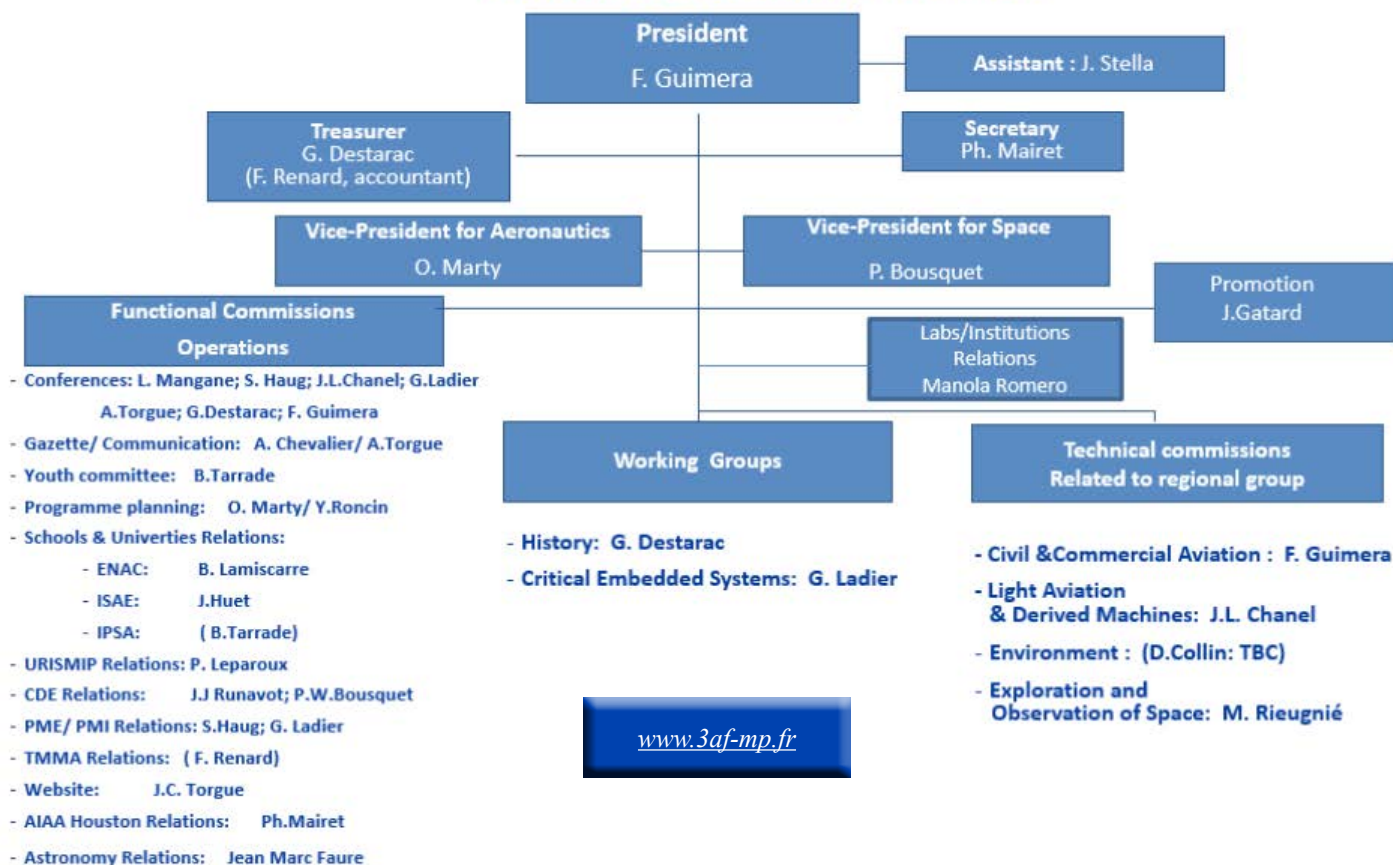 President
F. Guimera
Assistant : J. Stella
Treasurer
G. Destarac
(F. Renard, accountant)
Secretary
Ph. Mairet
Vice-President for Aeronautics
O. Marty
Vice-President for Space
P. Bousquet
Promotion
J.Gatard
Functional Commissions
Operations
Labs/Institutions
Relations
Manola Romero
- Conferences: L. Mangane; S. Haug; J.L.Chanel; G.Ladier
A.Torgue; G.Destarac; F. Guimera
- Gazette/ Communication: A. Chevalier/ A.Torgue
- Youth committee: B.Tarrade
- Programme planning: O. Marty/ Y.Roncin
- Schools & Univerties Relations:
- ENAC: B. Lamiscarre
- ISAE: J.Huet
- IPSA: ( B.Tarrade)
- URISMIP Relations: P. Leparoux
- CDE Relations: J.J Runavot; P.W.Bousquet
- PME/ PMI Relations: S.Haug; G. Ladier
- TMMA Relations: ( F. Renard)
- Website: J.C. Torgue
- AIAA Houston Relations: Ph.Mairet
- Astronomy Relations: Jean Marc Faure
Working Groups
- History: G. Destarac
- Critical Embedded Systems: G. Ladier
Technical commissions
Related to regional group
- Civil &Commercial Aviation : F. Guimera
- Light Aviation
& Derived Machines: J.L. Chanel
- Environment : (D.Collin: TBC)
- Exploration and
Observation of Space: M. Rieugnié
www.3af-mp.fr